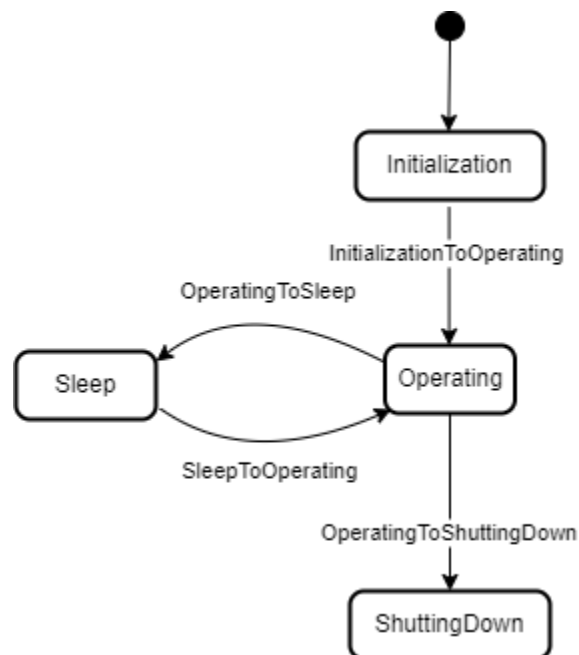 Initialization
InitializationToOperating
OperatingToSleep
Sleep
Operating
SleepToOperating
OperatingToShuttingDown
ShuttingDown